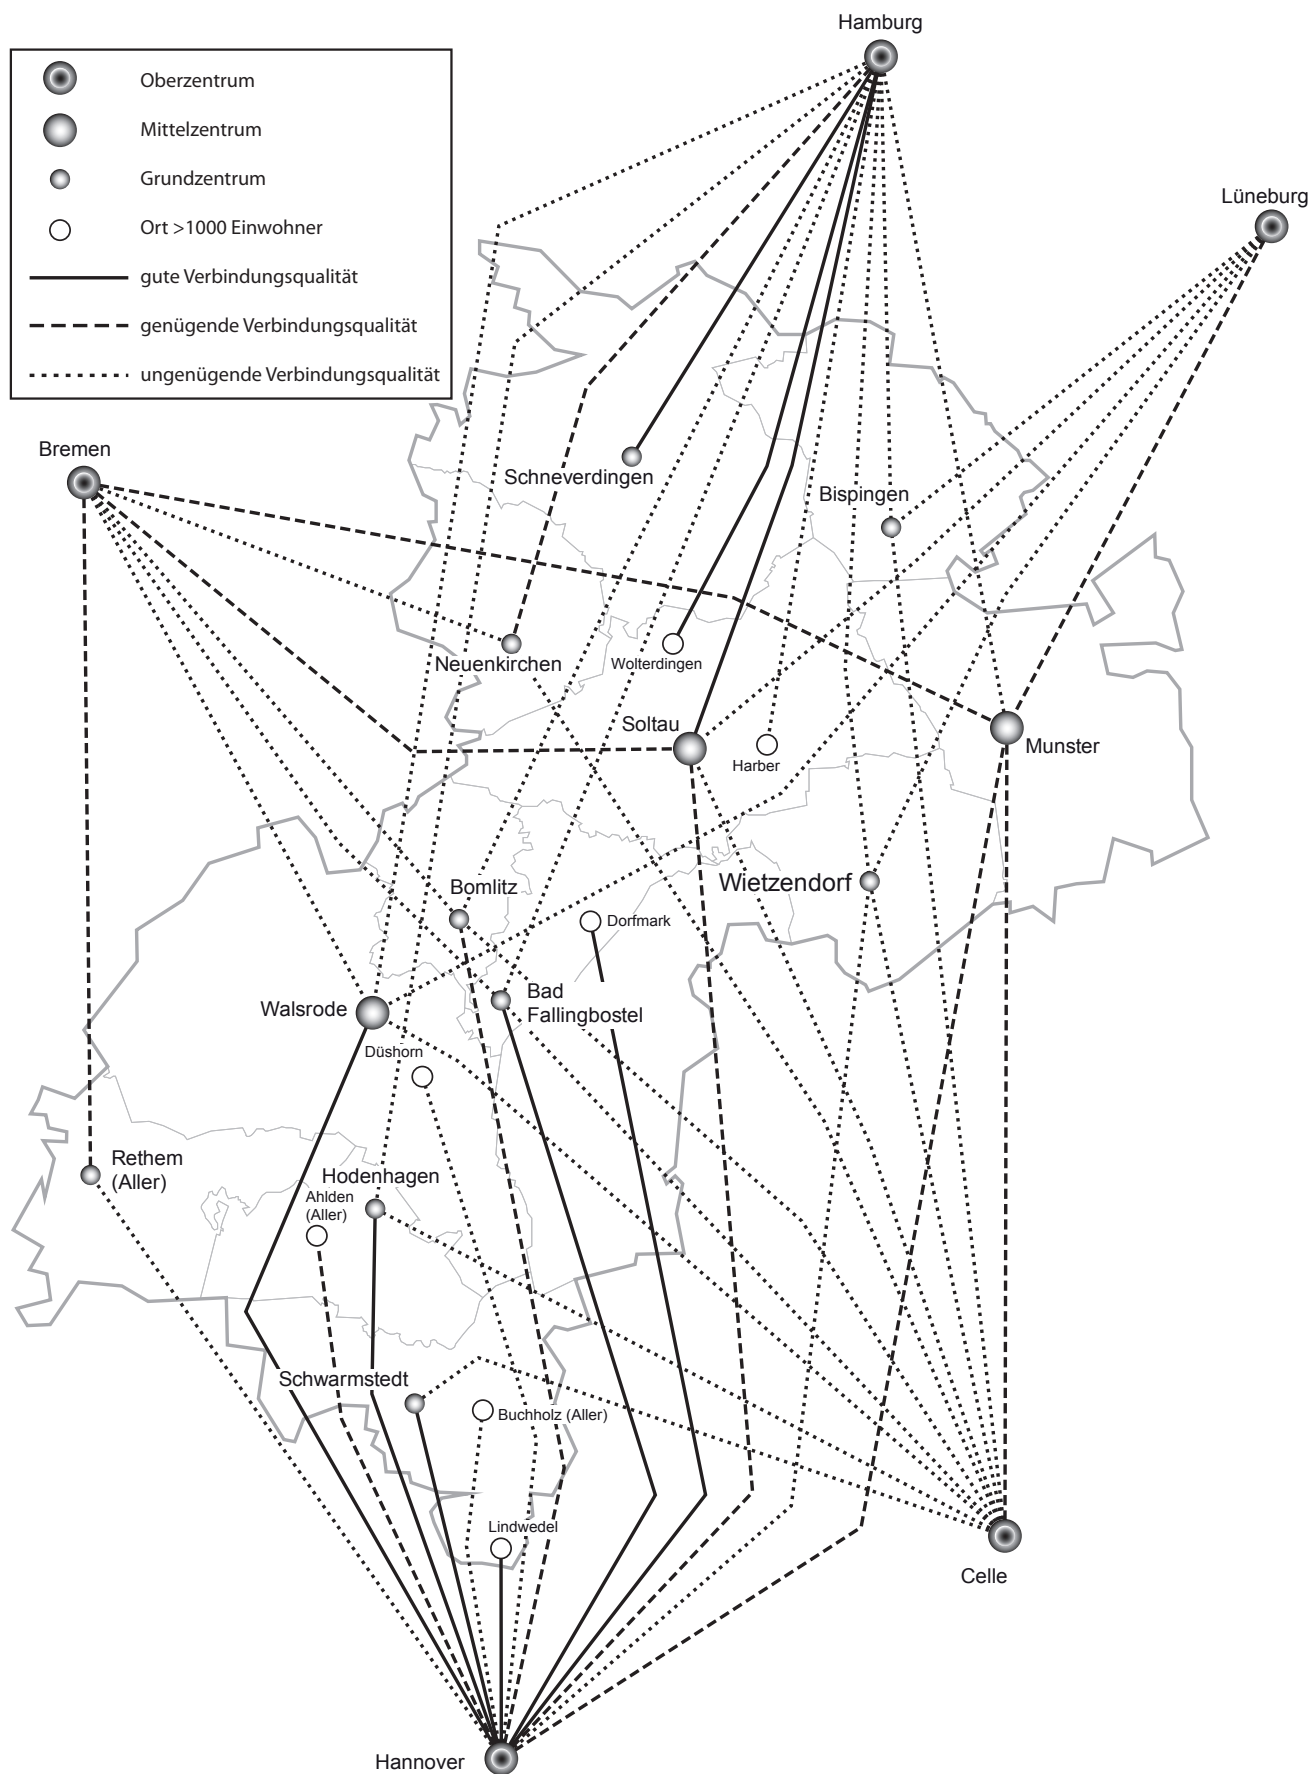 Hamburg
Oberzentrum
Mittelzentrum
Grundzentrum
Ort >1000 Einwohner
gute Verbindungsqualität
genügende Verbindungsqualität
ungenügende Verbindungsqualität
Lüneburg
Bremen
Schneverdingen
Bispingen
Neuenkirchen
Wolterdingen
Soltau
Harber
Munster
Bomlitz
Wietzendorf
Dorfmark
Walsrode
Bad
Fallingbostel
Düshorn
Rethem
(Aller)
Hodenhagen
Ahlden
(Aller)
Schwarmstedt
Buchholz (Aller)
Lindwedel
Celle
Hannover